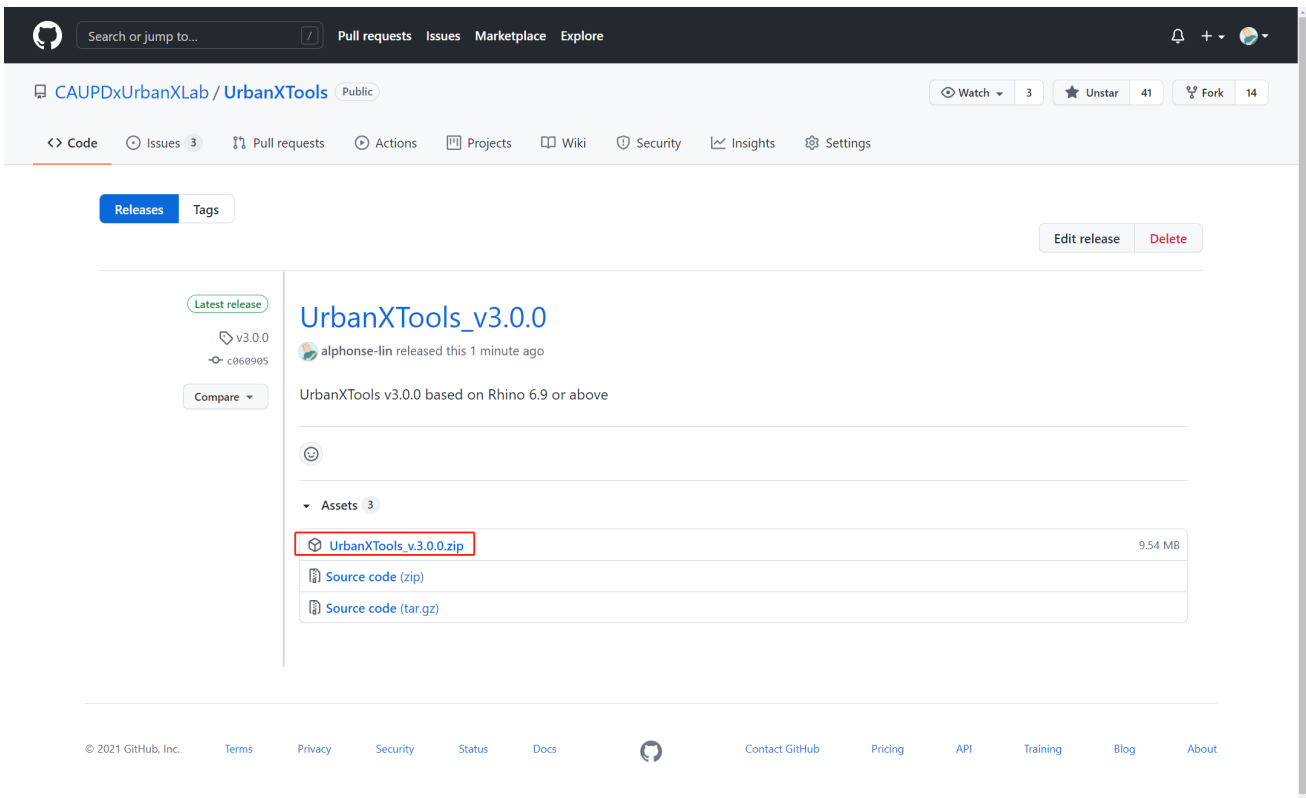 Search or jump to... / Pull requests Issues Marketplace Explore
CAUPDxUrbanXLab / UrbanXTools Public Watch 3 Unstar 41 Fork 14
<> Code Issues 3 Pull requests Actions Projects Wiki Security Insights Settings
Releases Tags
Edit release Delete
Latest release
UrbanXTools_v3.0.0
v3.0.0
alphonse-lin released this 1 minute ago
c060905
Compare
UrbanXTools v3.0.0 based on Rhino 6.9 or above
Assets 3
UrbanXTools_v.3.0.0.zip 9.54 MB
Source code (zip)
Source code (tar.gz)
© 2021 GitHub, Inc. Terms Privacy Security Status Docs Contact GitHub Pricing API Training Blog About